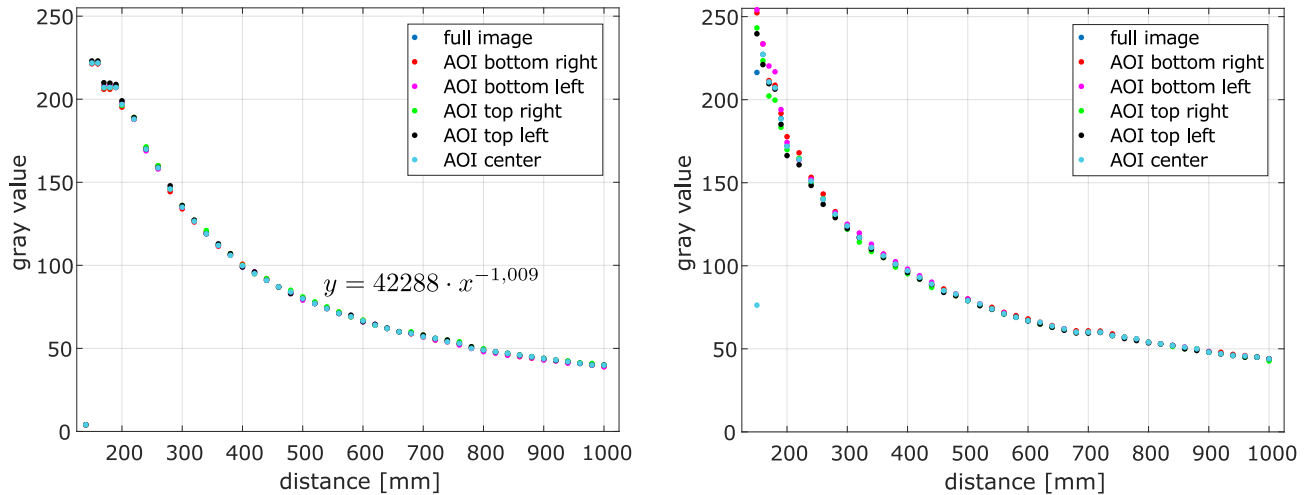 250
200
150
100
50
0
gray value
full image
AOI bottom right
AOI bottom left
AOI top right
AOI top left
AOI center
y = 42288 · x^{-1,009}
200 300 400 500 600 700 800 900 1000
distance [mm]
250
200
150
100
50
0
gray value
full image
AOI bottom right
AOI bottom left
AOI top right
AOI top left
AOI center
200 300 400 500 600 700 800 900 1000
distance [mm]